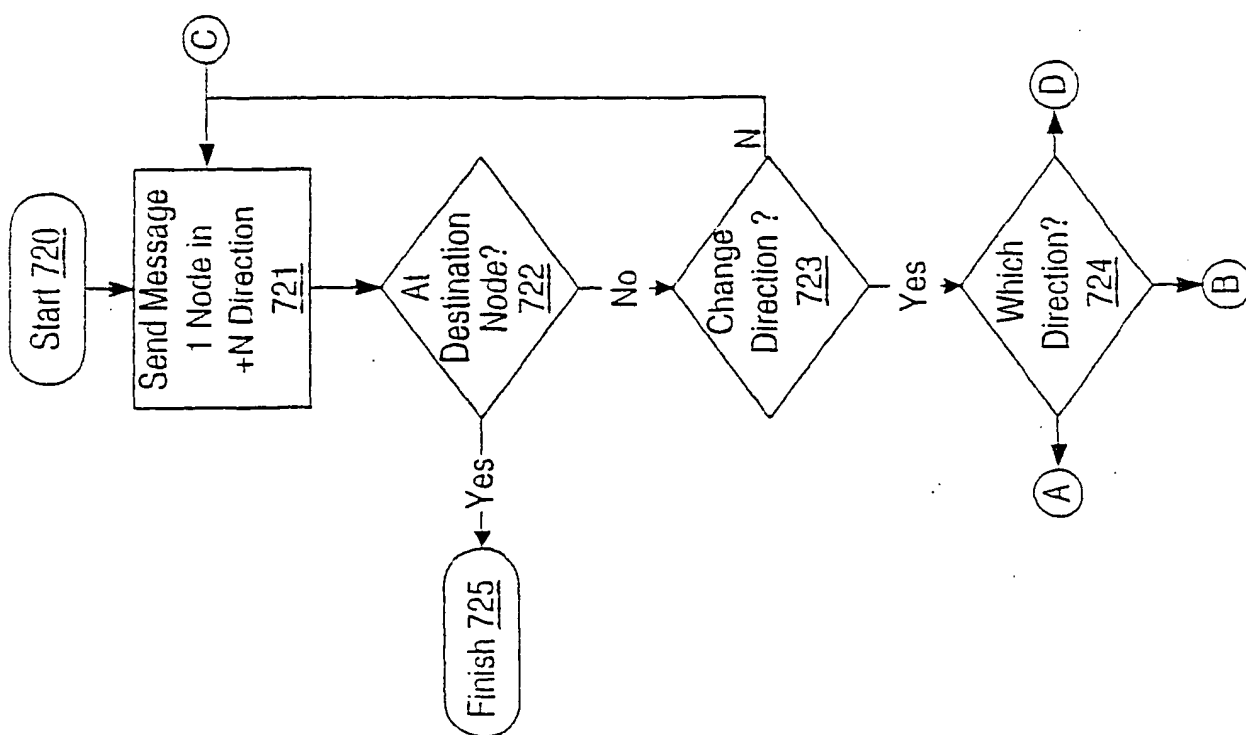 Start 720
C
Send Message
1 Node in
+N Direction
721
At
Destination
Node?
722
Yes
Finish 725
No
Change
Direction ?
723
N
Yes
Which
Direction?
724
A
B
D